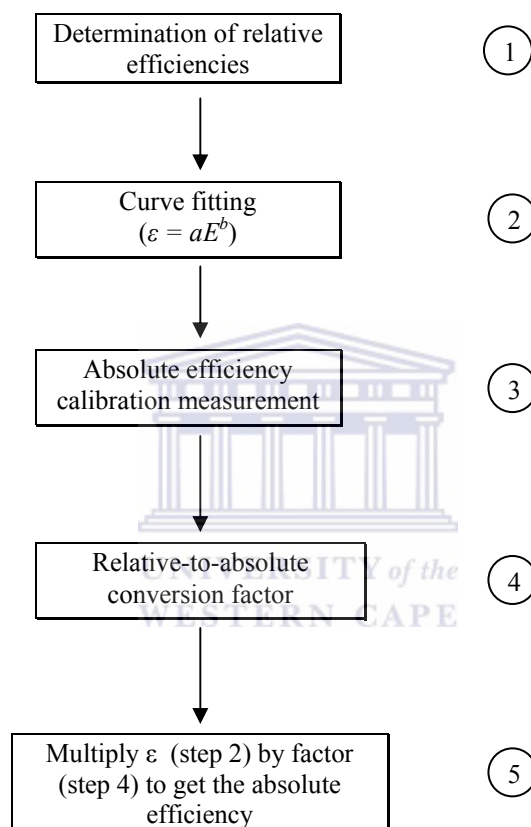 Determination of relative
efficiencies
1
Curve fitting
(ε = aE^b)
2
Absolute efficiency
calibration measurement
3
Relative-to-absolute
conversion factor
4
UNIVERSITY of the
WESTERN CAPE
Multiply ε (step 2) by factor
(step 4) to get the absolute
efficiency
5